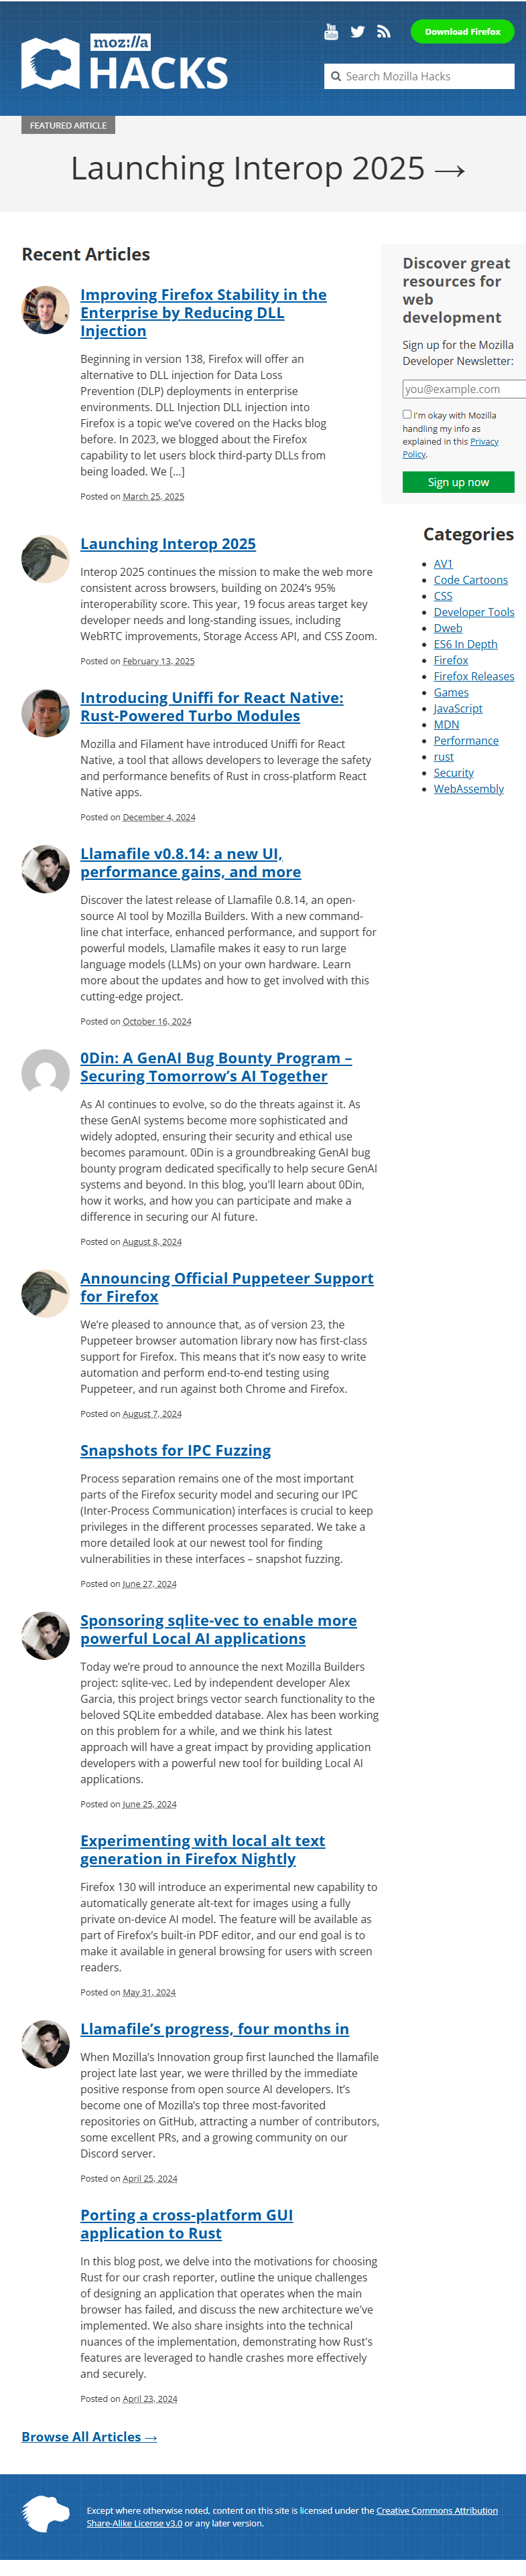 moz://a
HACKS
You Tube
Download Firefox
Search Mozilla Hacks
FEATURED ARTICLE
Launching Interop 2025 →
Recent Articles
Improving Firefox Stability in the
Enterprise by Reducing DLL
Injection
Beginning in version 138, Firefox will offer an
alternative to DLL injection for Data Loss
Prevention (DLP) deployments in enterprise
environments. DLL Injection DLL injection into
Firefox is a topic we've covered on the Hacks blog
before. In 2023, we blogged about the Firefox
capability to let users block third-party DLLs from
being loaded. We […]
Posted on March 25, 2025
Launching Interop 2025
Interop 2025 continues the mission to make the web more
consistent across browsers, building on 2024's 95%
interoperability score. This year, 19 focus areas target key
developer needs and long-standing issues, including
WebRTC improvements, Storage Access API, and CSS Zoom.
Posted on February 13, 2025
Introducing Uniffi for React Native:
Rust-Powered Turbo Modules
Mozilla and Filament have introduced Uniffi for React
Native, a tool that allows developers to leverage the safety
and performance benefits of Rust in cross-platform React
Native apps.
Posted on December 4, 2024
Llamafile v0.8.14: a new UI,
performance gains, and more
Discover the latest release of Llamafile 0.8.14, an open-
source AI tool by Mozilla Builders. With a new command-
line chat interface, enhanced performance, and support for
powerful models, Llamafile makes it easy to run large
language models (LLMs) on your own hardware. Learn
more about the updates and how to get involved with this
cutting-edge project.
Posted on October 16, 2024
0Din: A GenAI Bug Bounty Program –
Securing Tomorrow's AI Together
As AI continues to evolve, so do the threats against it. As
these GenAI systems become more sophisticated and
widely adopted, ensuring their security and ethical use
becomes paramount. 0Din is a groundbreaking GenAI bug
bounty program dedicated specifically to help secure GenAI
systems and beyond. In this blog, you'll learn about 0Din,
how it works, and how you can participate and make a
difference in securing our AI future.
Posted on August 8, 2024
Announcing Official Puppeteer Support
for Firefox
We're pleased to announce that, as of version 23, the
Puppeteer browser automation library now has first-class
support for Firefox. This means that it's now easy to write
automation and perform end-to-end testing using
Puppeteer, and run against both Chrome and Firefox.
Posted on August 7, 2024
Snapshots for IPC Fuzzing
Process separation remains one of the most important
parts of the Firefox security model and securing our IPC
(Inter-Process Communication) interfaces is crucial to keep
privileges in the different processes separated. We take a
more detailed look at our newest tool for finding
vulnerabilities in these interfaces – snapshot fuzzing.
Posted on June 27, 2024
Sponsoring sqlite-vec to enable more
powerful Local AI applications
Today we're proud to announce the next Mozilla Builders
project: sqlite-vec. Led by independent developer Alex
Garcia, this project brings vector search functionality to the
beloved SQLite embedded database. Alex has been working
on this problem for a while, and we think his latest
approach will have a great impact by providing application
developers with a powerful new tool for building Local AI
applications.
Posted on June 25, 2024
Experimenting with local alt text
generation in Firefox Nightly
Firefox 130 will introduce an experimental new capability to
automatically generate alt-text for images using a fully
private on-device AI model. The feature will be available as
part of Firefox's built-in PDF editor, and our end goal is to
make it available in general browsing for users with screen
readers.
Posted on May 31, 2024
Llamafile's progress, four months in
When Mozilla's Innovation group first launched the llamafile
project late last year, we were thrilled by the immediate
positive response from open source AI developers. It's
become one of Mozilla's top three most-favorited
repositories on GitHub, attracting a number of contributors,
some excellent PRs, and a growing community on our
Discord server.
Posted on April 25, 2024
Porting a cross-platform GUI
application to Rust
In this blog post, we delve into the motivations for choosing
Rust for our crash reporter, outline the unique challenges
of designing an application that operates when the main
browser has failed, and discuss the new architecture we've
implemented. We also share insights into the technical
nuances of the implementation, demonstrating how Rust's
features are leveraged to handle crashes more effectively
and securely.
Posted on April 23, 2024
Browse All Articles →
Discover great
resources for
web
development
Sign up for the Mozilla
Developer Newsletter:
you@example.com
I'm okay with Mozilla
handling my info as
explained in this Privacy
Policy.
Sign up now
Categories
AV1
Code Cartoons
CSS
Developer Tools
Dweb
ES6 In Depth
Firefox
Firefox Releases
Games
JavaScript
MDN
Performance
rust
Security
WebAssembly
Except where otherwise noted, content on this site is licensed under the Creative Commons Attribution
Share-Alike License v3.0 or any later version.